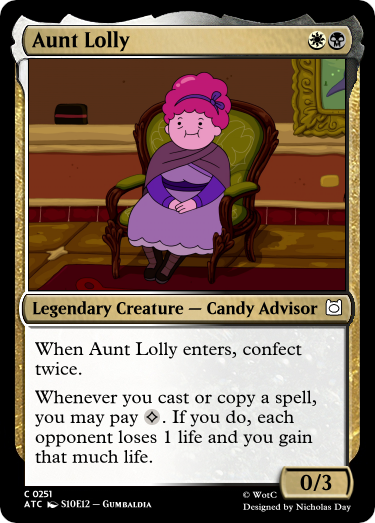 Aunt Lolly
Legendary Creature — Candy Advisor
When Aunt Lolly enters, confect
twice.
Whenever you cast or copy a spell,
you may pay . If you do, each
opponent loses 1 life and you gain
that much life.
0/3
C 0251
ATC S10E12 – Gumbaldia
© WotC
Designed by Nicholas Day